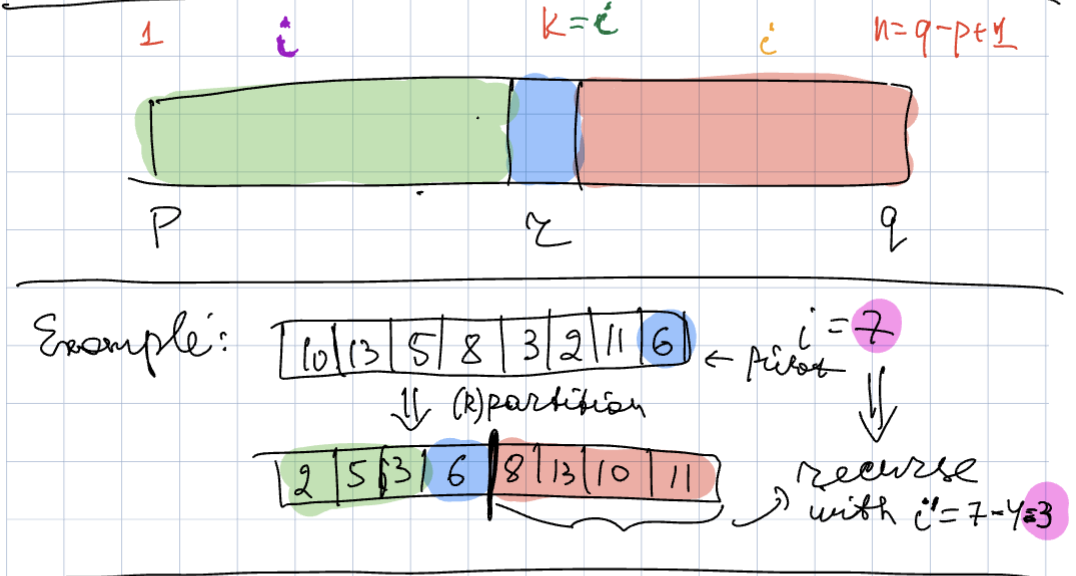 1 i k=i i n=q-p+1
p r q
Example: 10 13 5 8 3 2 11 6 ← pivot i=7
⇓ (R)partition ⇓
2 5 3 6 8 13 10 11 recurse
with i'=7-4=3